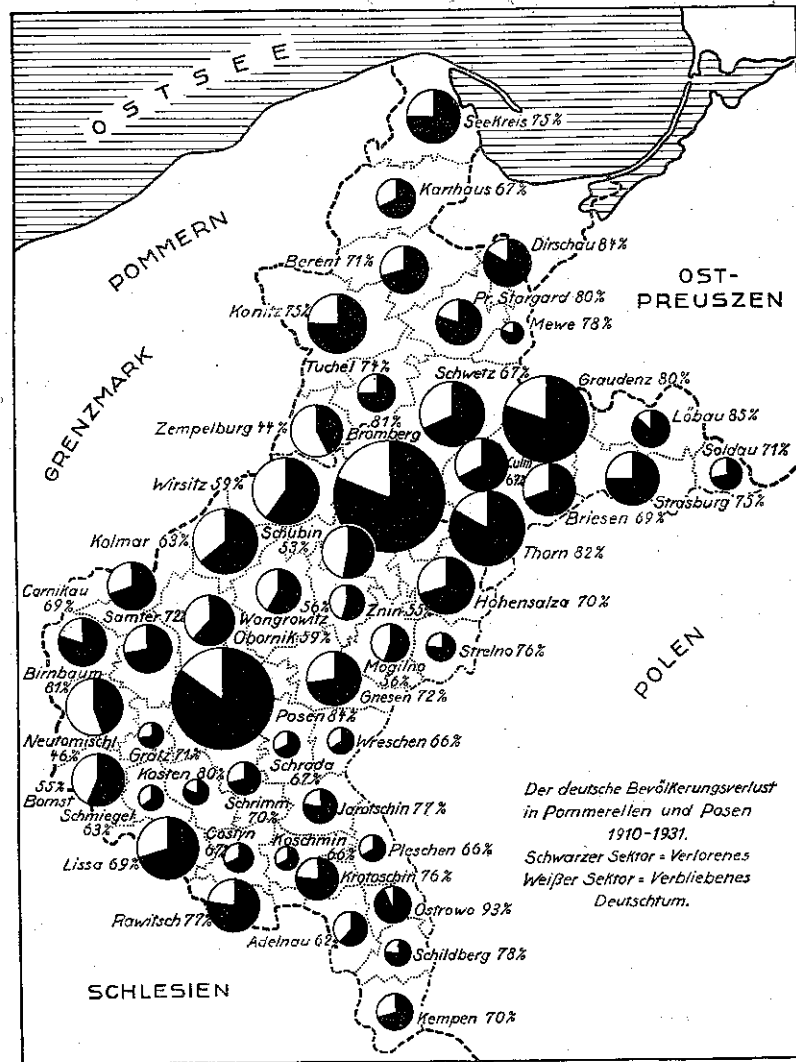 OSTSEE
SeeKreis 75%
Karthaus 67%
POMMERN
Dirschau 84%
Berent 71%
OST-
PREUSZEN
Pr. Stargard 80%
Konitz 75%
Mewe 78%
Tuchel 74%
Schwetz 67%
Graudenz 80%
GRENZMARK
Löbau 85%
81%
Bromberg
Zempelburg 44%
Soldau 71%
Culm
67%
Strasburg 75%
Wirsitz 59%
Briesen 69%
Schubin
53%
Kolmar 63%
Thorn 82%
Carnikau
69%
Hohensalza 70%
56%
Wongrowitz
Znin 55%
Samter 72%
Obornik 59%
Strelno 76%
Mogilno
56%
Birnbaum
81%
Gnesen 72%
POLEN
Posen 84%
Neutomischl
46%
Grätz 71%
Wreschen 66%
Schrada
67%
55%
Bomst
Kosten 80%
Schrimm
70%
Jarotschin 77%
Schmiegel
63%
Gostyn
67%
Koschmin
66%
Pleschen 66%
Lissa 69%
Krotoschin 76%
Rawitsch 77%
Ostrowo 93%
Adelnau 62%
Schildberg 78%
SCHLESIEN
Kempen 70%
Der deutsche Bevölkerungsverlust
in Pommerellen und Posen
1910-1931.
Schwarzer Sektor = Verlorenes
Weißer Sektor = Verbliebenes
Deutschtum.